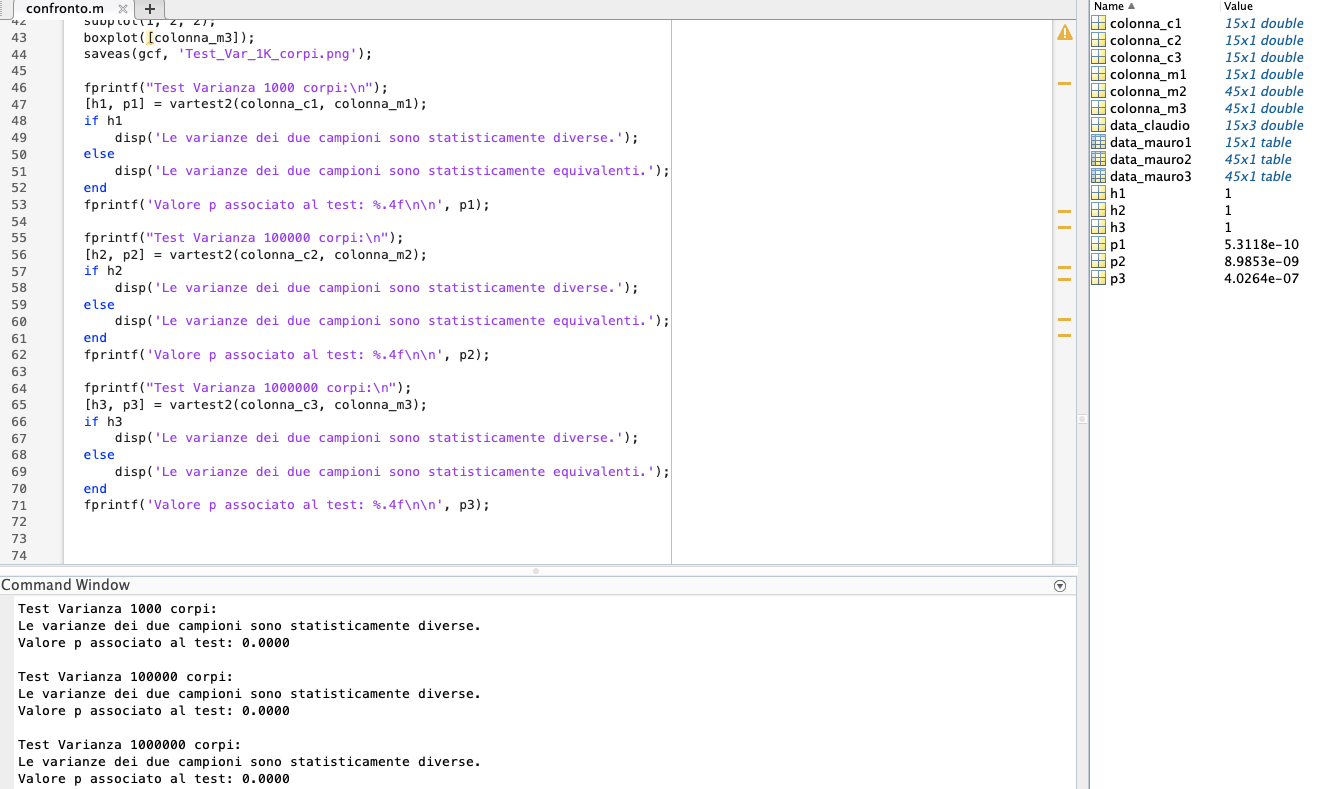 confronto.m
42 subplot(1, 2, 2);
43 boxplot([colonna_m3]);
44 saveas(gcf, 'Test_Var_1K_corpi.png');
45
46 fprintf("Test Varianza 1000 corpi:\n");
47 [h1, p1] = vartest2(colonna_c1, colonna_m1);
48 if h1
49 disp('Le varianze dei due campioni sono statisticamente diverse.');
50 else
51 disp('Le varianze dei due campioni sono statisticamente equivalenti.');
52 end
53 fprintf('Valore p associato al test: %.4f\n\n', p1);
54
55 fprintf("Test Varianza 100000 corpi:\n");
56 [h2, p2] = vartest2(colonna_c2, colonna_m2);
57 if h2
58 disp('Le varianze dei due campioni sono statisticamente diverse.');
59 else
60 disp('Le varianze dei due campioni sono statisticamente equivalenti.');
61 end
62 fprintf('Valore p associato al test: %.4f\n\n', p2);
63
64 fprintf("Test Varianza 1000000 corpi:\n");
65 [h3, p3] = vartest2(colonna_c3, colonna_m3);
66 if h3
67 disp('Le varianze dei due campioni sono statisticamente diverse.');
68 else
69 disp('Le varianze dei due campioni sono statisticamente equivalenti.');
70 end
71 fprintf('Valore p associato al test: %.4f\n\n', p3);
72
73
74
Command Window
Test Varianza 1000 corpi:
Le varianze dei due campioni sono statisticamente diverse.
Valore p associato al test: 0.0000
Test Varianza 100000 corpi:
Le varianze dei due campioni sono statisticamente diverse.
Valore p associato al test: 0.0000
Test Varianza 1000000 corpi:
Le varianze dei due campioni sono statisticamente diverse.
Valore p associato al test: 0.0000
Name Value
colonna_c1 15x1 double
colonna_c2 15x1 double
colonna_c3 15x1 double
colonna_m1 15x1 double
colonna_m2 45x1 double
colonna_m3 45x1 double
data_claudio 15x3 double
data_mauro1 15x1 table
data_mauro2 45x1 table
data_mauro3 45x1 table
h1 1
h2 1
h3 1
p1 5.3118e-10
p2 8.9853e-09
p3 4.0264e-07